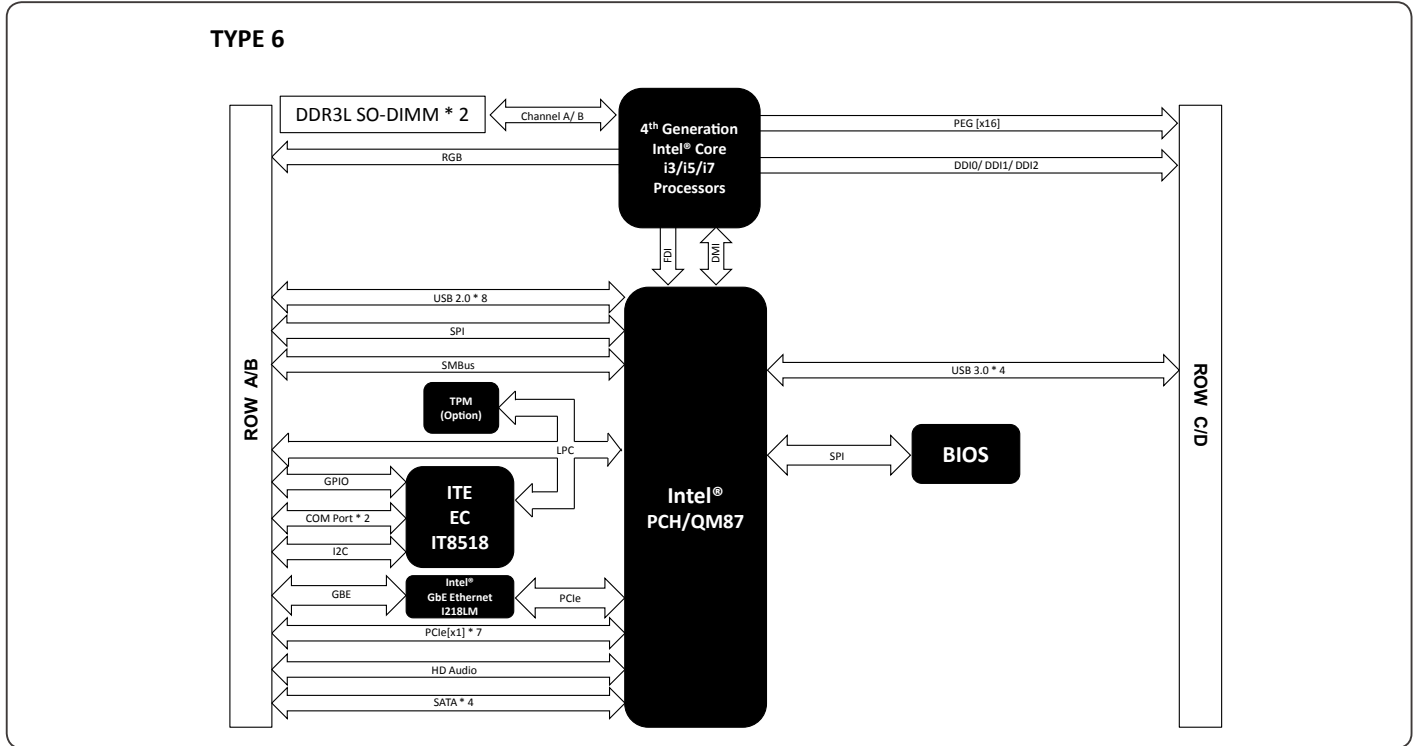 TYPE 6
DDR3L SO-DIMM * 2
Channel A/ B
4th Generation
Intel® Core
i3/i5/i7
Processors
PEG [x16]
RGB
DDI0/ DDI1/ DDI2
FDI
DMI
USB 2.0 * 8
SPI
SMBus
USB 3.0 * 4
ROW A/B
ROW C/D
TPM
(Option)
LPC
SPI
BIOS
GPIO
COM Port * 2
I2C
ITE
EC
IT8518
Intel®
PCH/QM87
GBE
Intel®
GbE Ethernet
I218LM
PCIe
PCIe[x1] * 7
HD Audio
SATA * 4